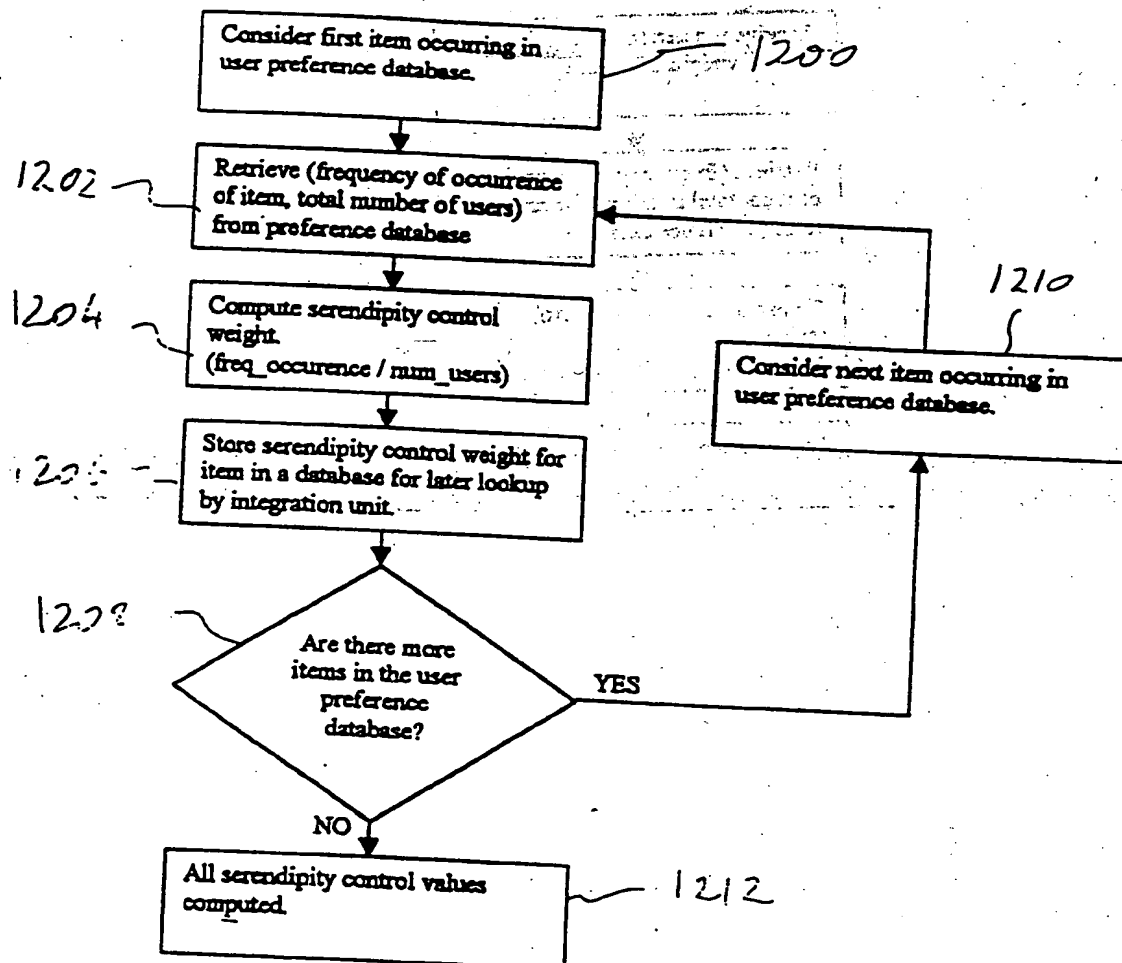 Consider first item occurring in
user preference database.
1200
1202
Retrieve (frequency of occurrence
of item, total number of users)
from preference database
1204
Compute serendipity control
weight.
(freq_occurence / num_users)
1210
Consider next item occurring in
user preference database.
Store serendipity control weight for
item in a database for later lookup
by integration unit.
1208
Are there more
items in the user
preference
database?
YES
NO
All serendipity control values
computed.
1212